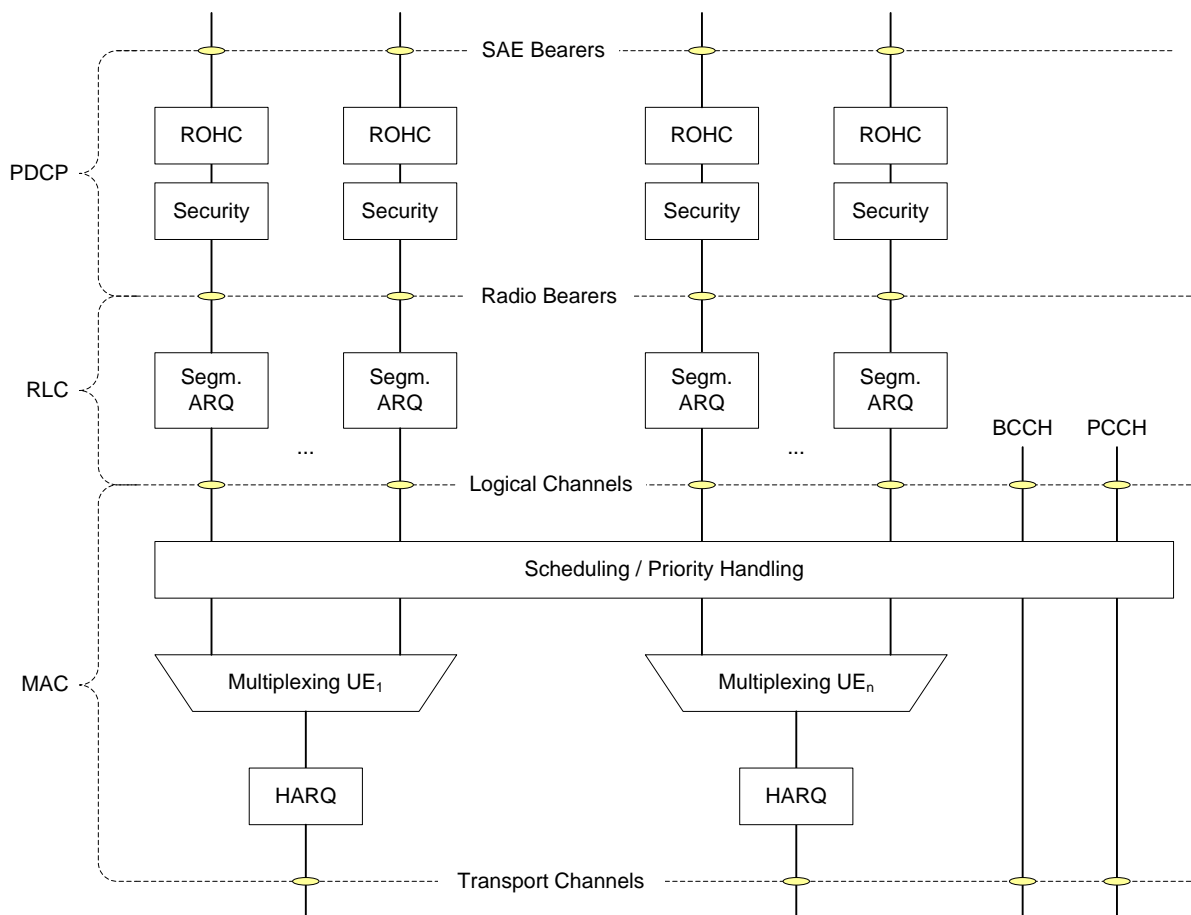 SAE Bearers
ROHC
ROHC
ROHC
ROHC
PDCP
Security
Security
Security
Security
Radio Bearers
RLC
Segm.
ARQ
Segm.
ARQ
Segm.
ARQ
Segm.
ARQ
BCCH
PCCH
...
...
Logical Channels
Scheduling / Priority Handling
MAC
Multiplexing UE₁
Multiplexing UEₙ
HARQ
HARQ
Transport Channels